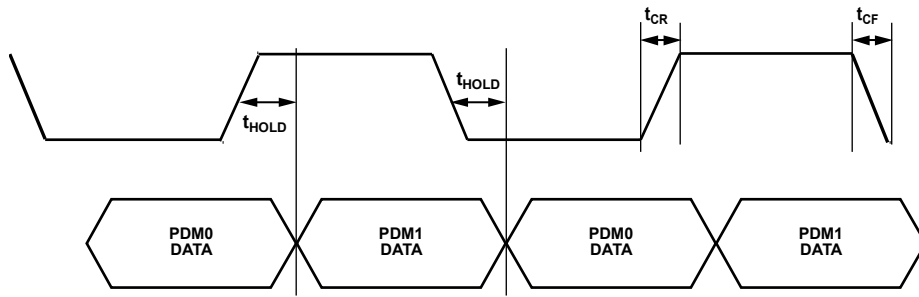 tCR
tCF
tHOLD
tHOLD
PDM0
DATA
PDM1
DATA
PDM0
DATA
PDM1
DATA